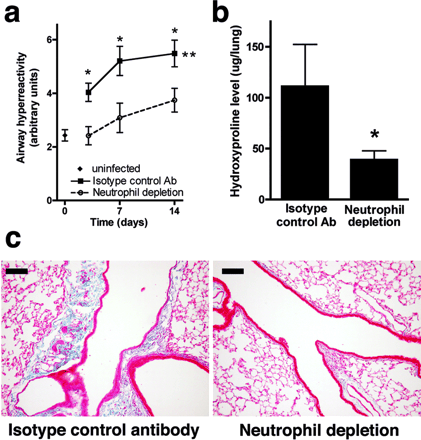 a
b
Airway hyperreactivity
(arbitrary units)
6
4
2
0
*
*
*
**
uninfected
Isotype control Ab
Neutrophil depletion
0
7
14
Time (days)
Hydroxyproline level (ug/lung)
150
100
50
0
*
Isotype
control Ab
Neutrophil
depletion
c
Isotype control antibody
Neutrophil depletion